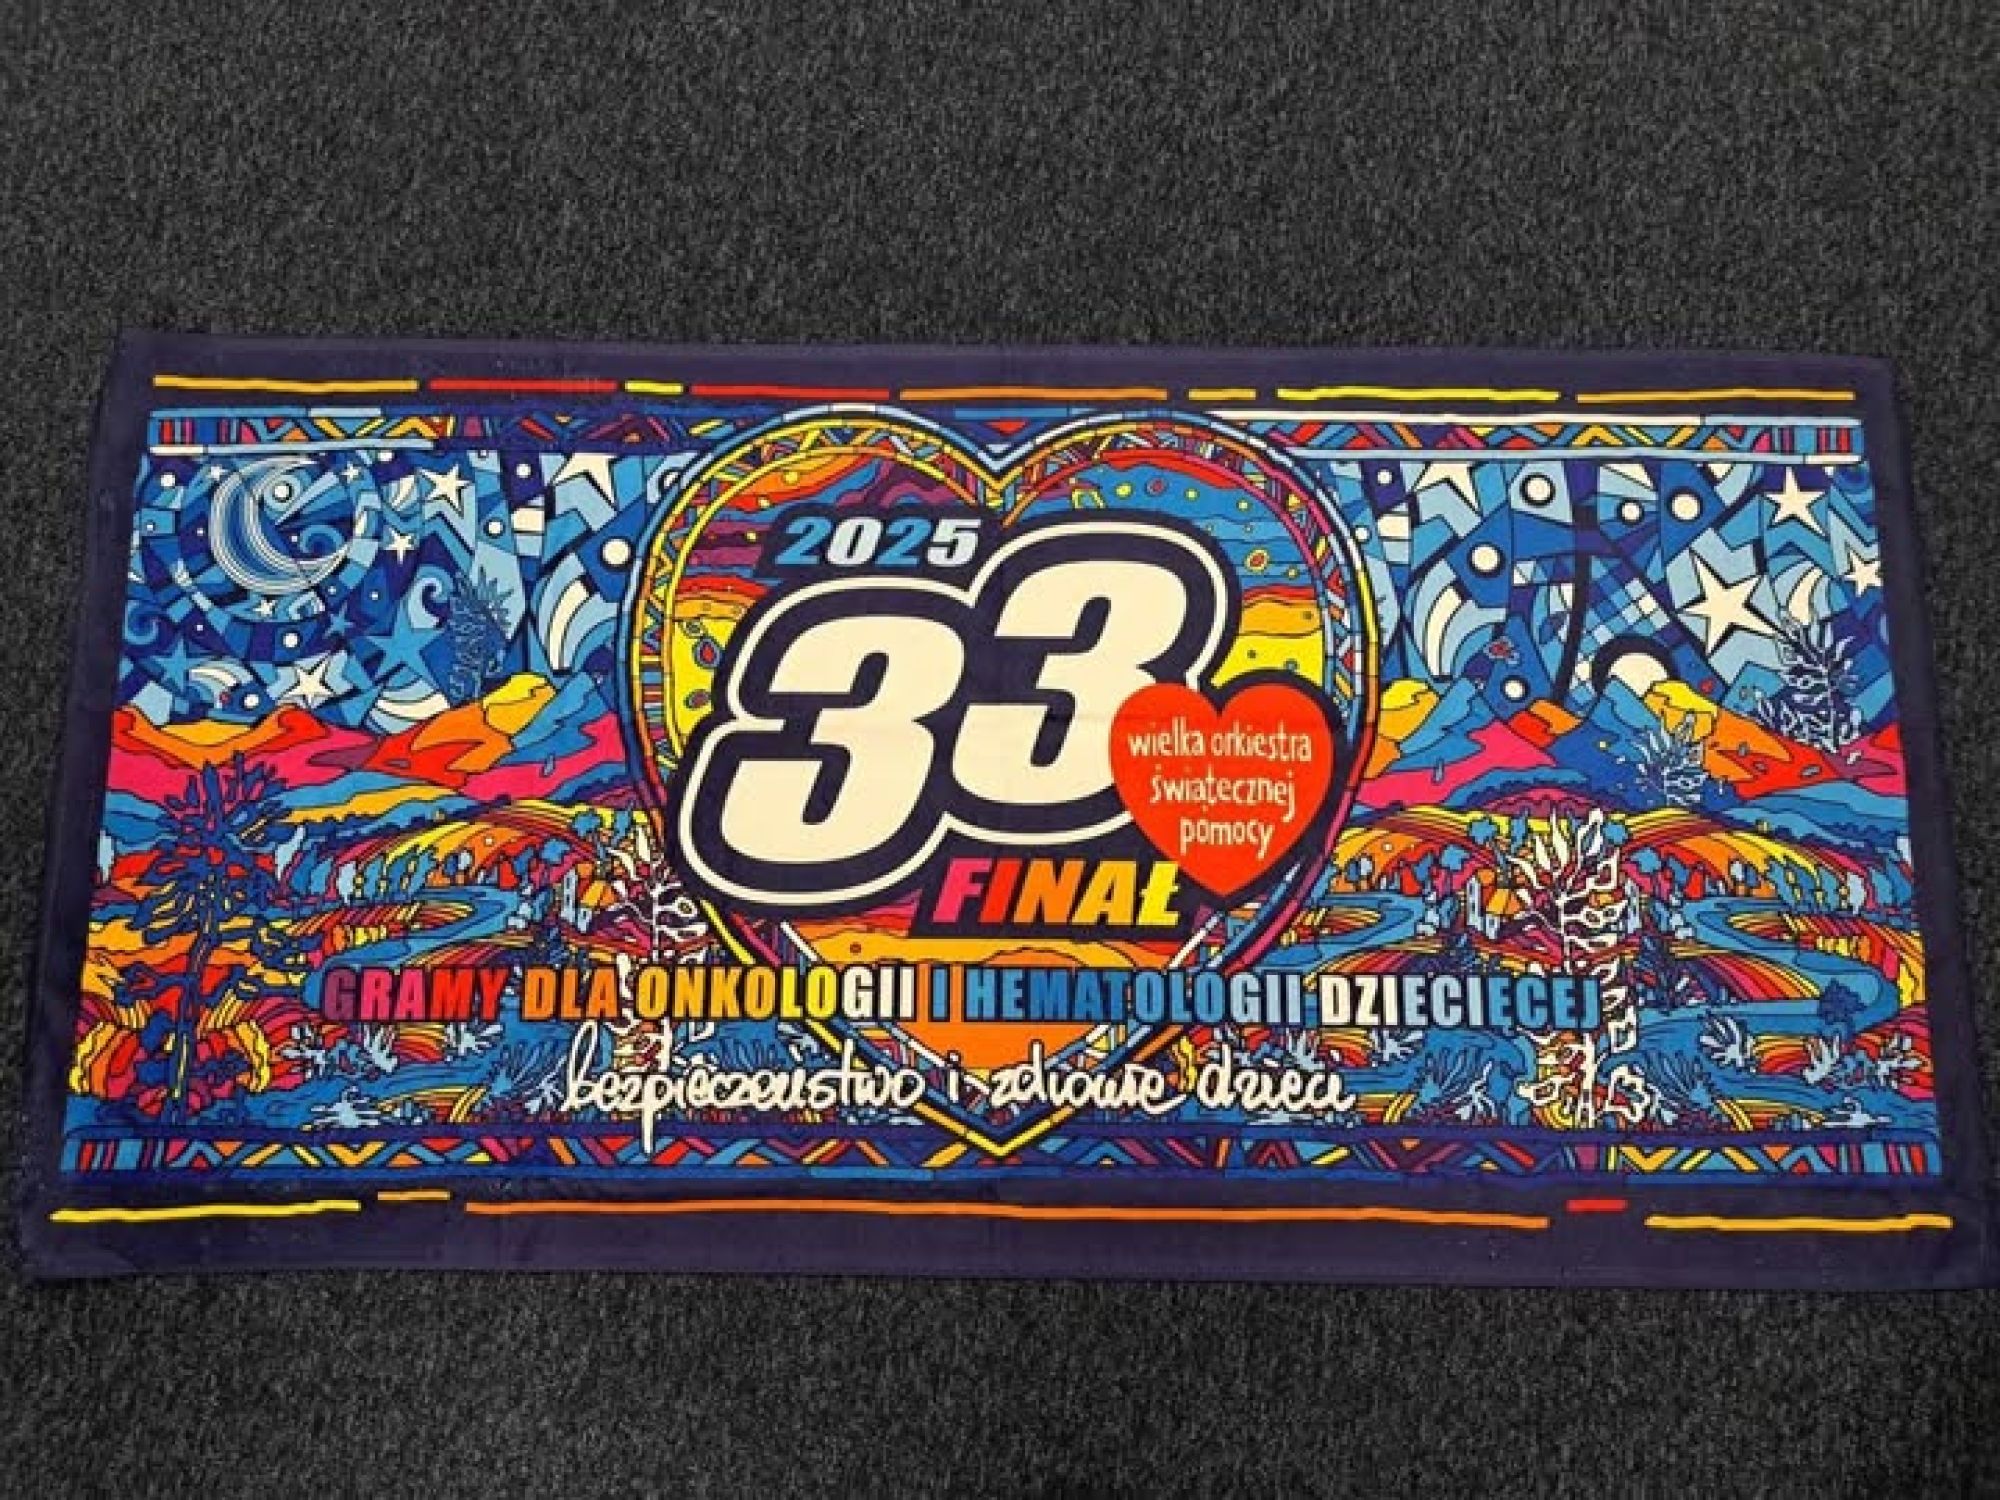 2025
33
wielka orkiestra
świątecznej
pomocy
FINAŁ
GRAMY DLA ONKOLOGII I HEMATOLOGII DZIECIĘCEJ
bezpieczeństwo i zdrowie dzieci